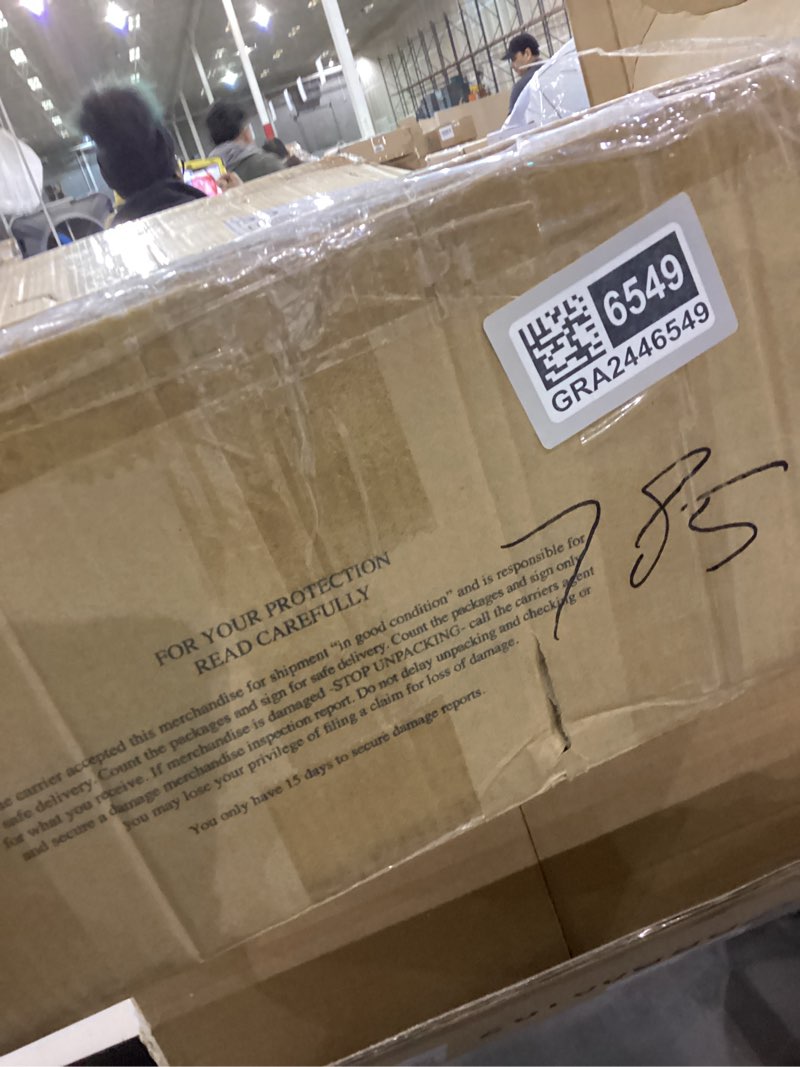 6549
GRA2446549
785
FOR YOUR PROTECTION
READ CAREFULLY
carrier accepted this merchandise for shipment "in good condition" and is responsible for
safe delivery. Count the packages and sign for safe delivery. Count the packages and sign only
for what you receive. If merchandise is damaged -STOP UNPACKING- call the carriers agent
and secure a damage merchandise inspection report. Do not delay unpacking and checking or
you may lose your privilege of filing a claim for loss of damage.
You only have 15 days to secure damage reports.